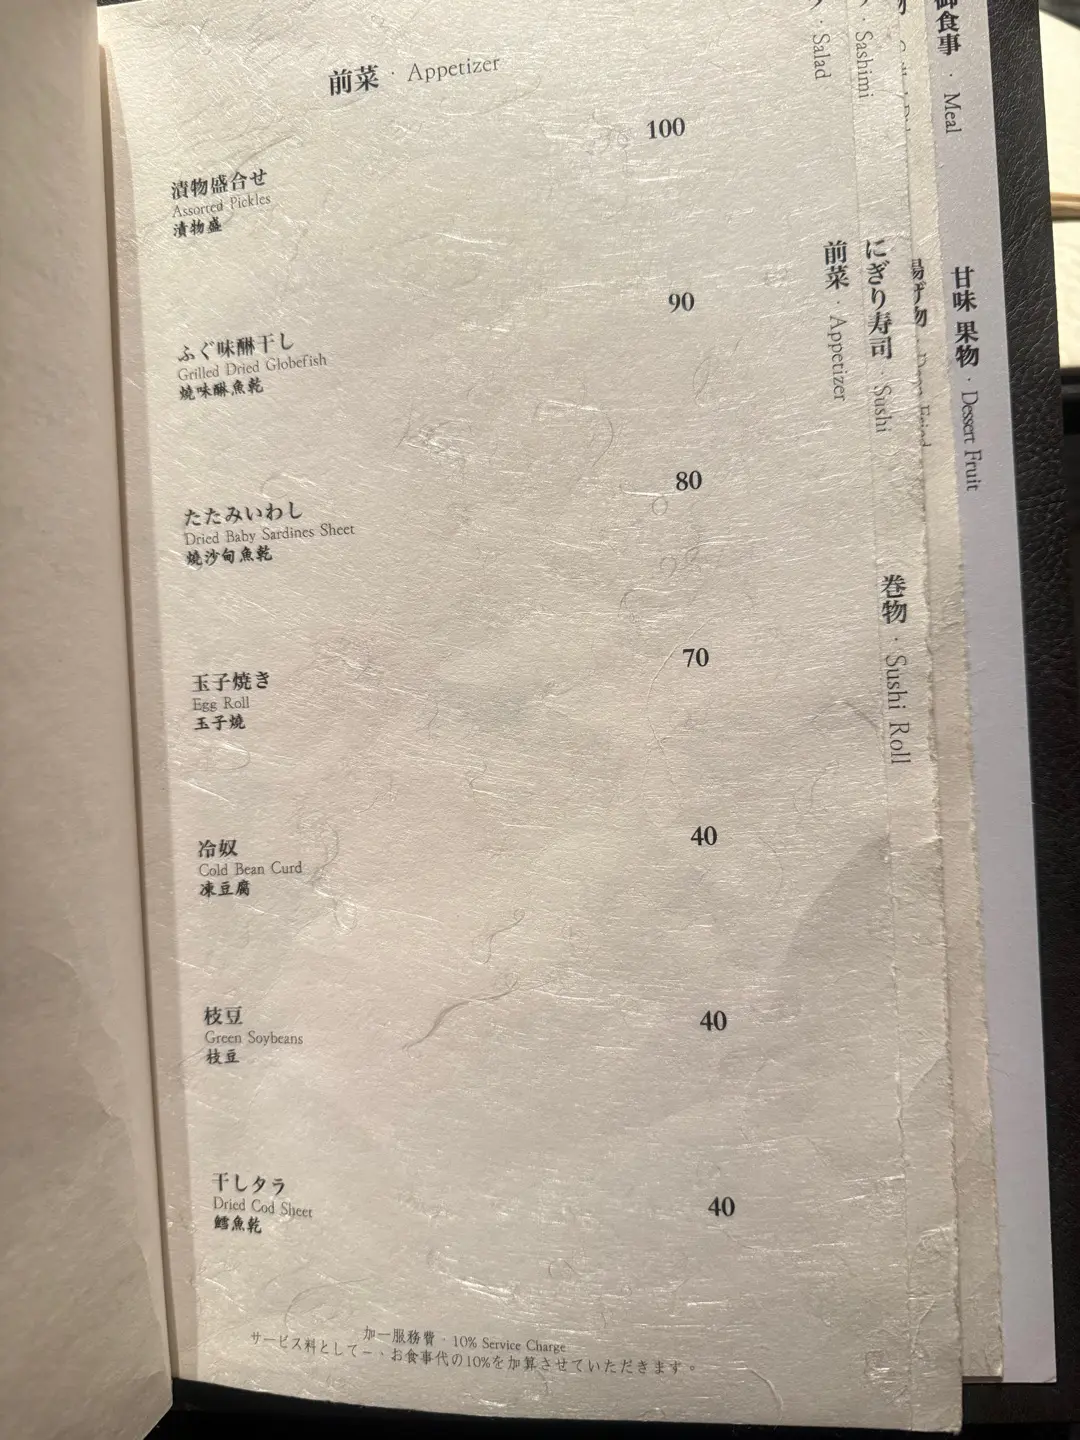 前菜 · Appetizer
100
漬物盛合せ
Assorted Pickles
漬物盛
90
ふぐ味醂干し
Grilled Dried Globefish
燒味醂魚乾
80
たたみいわし
Dried Baby Sardines Sheet
燒沙甸魚乾
70
玉子焼き
Egg Roll
玉子燒
40
冷奴
Cold Bean Curd
凍豆腐
40
枝豆
Green Soybeans
枝豆
40
干しタラ
Dried Cod Sheet
鱈魚乾
加一服務費 · 10% Service Charge
サービス料として一、お食事代の10%を加算させていただきます。
· Salad
前菜 · Appetizer
· Sashimi
にぎり寿司 · Sushi
巻物 · Sushi Roll
揚げ物 · Deep Fried
御食事 · Meal
甘味 果物 · Dessert Fruit